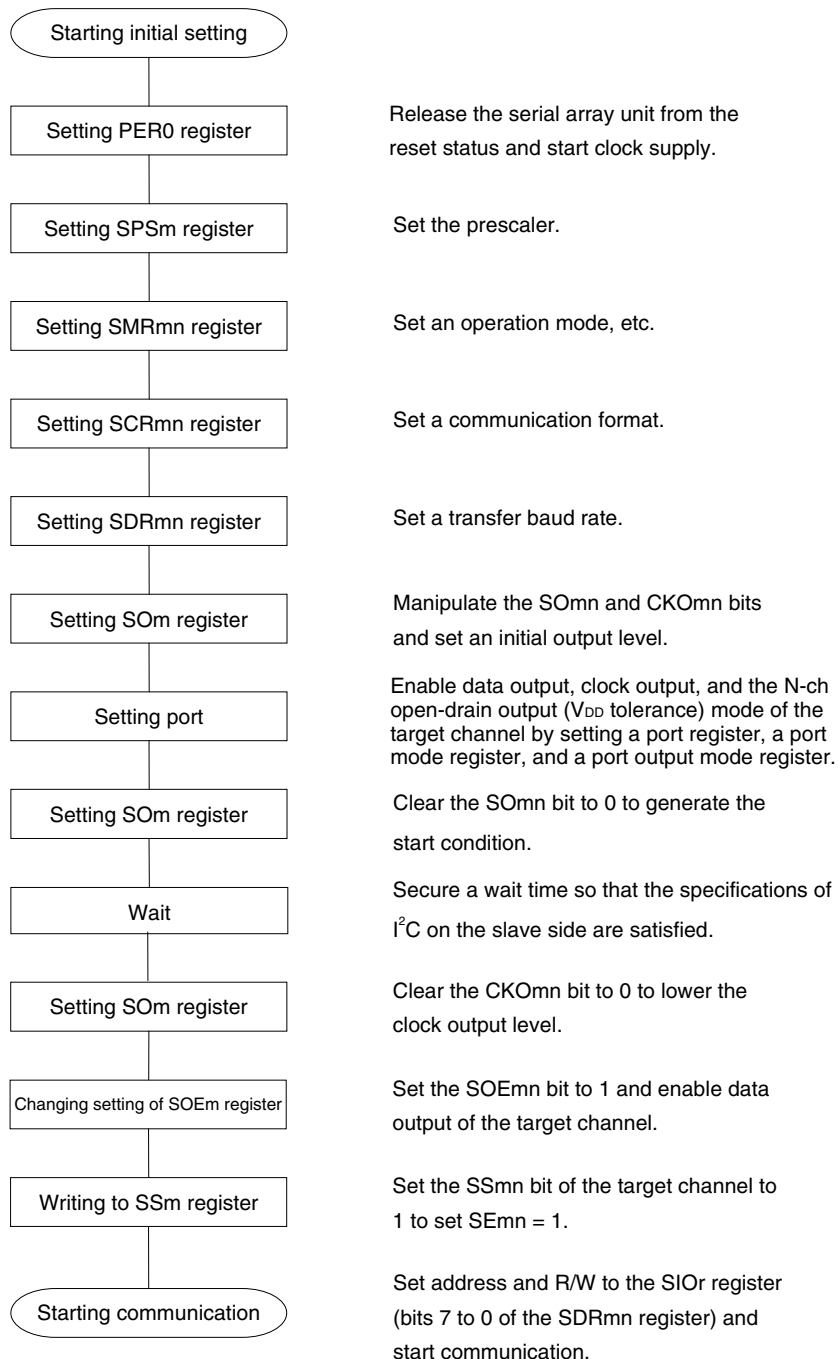 Starting initial setting
Setting PER0 register
Release the serial array unit from the
reset status and start clock supply.
Setting SPSm register
Set the prescaler.
Setting SMRmn register
Set an operation mode, etc.
Setting SCRmn register
Set a communication format.
Setting SDRmn register
Set a transfer baud rate.
Setting SOm register
Manipulate the SOmn and CKOmn bits
and set an initial output level.
Setting port
Enable data output, clock output, and the N-ch
open-drain output (VDD tolerance) mode of the
target channel by setting a port register, a port
mode register, and a port output mode register.
Setting SOm register
Clear the SOmn bit to 0 to generate the
start condition.
Wait
Secure a wait time so that the specifications of
I²C on the slave side are satisfied.
Setting SOm register
Clear the CKOmn bit to 0 to lower the
clock output level.
Changing setting of SOEm register
Set the SOEmn bit to 1 and enable data
output of the target channel.
Writing to SSm register
Set the SSmn bit of the target channel to
1 to set SEmn = 1.
Starting communication
Set address and R/W to the SIOr register
(bits 7 to 0 of the SDRmn register) and
start communication.